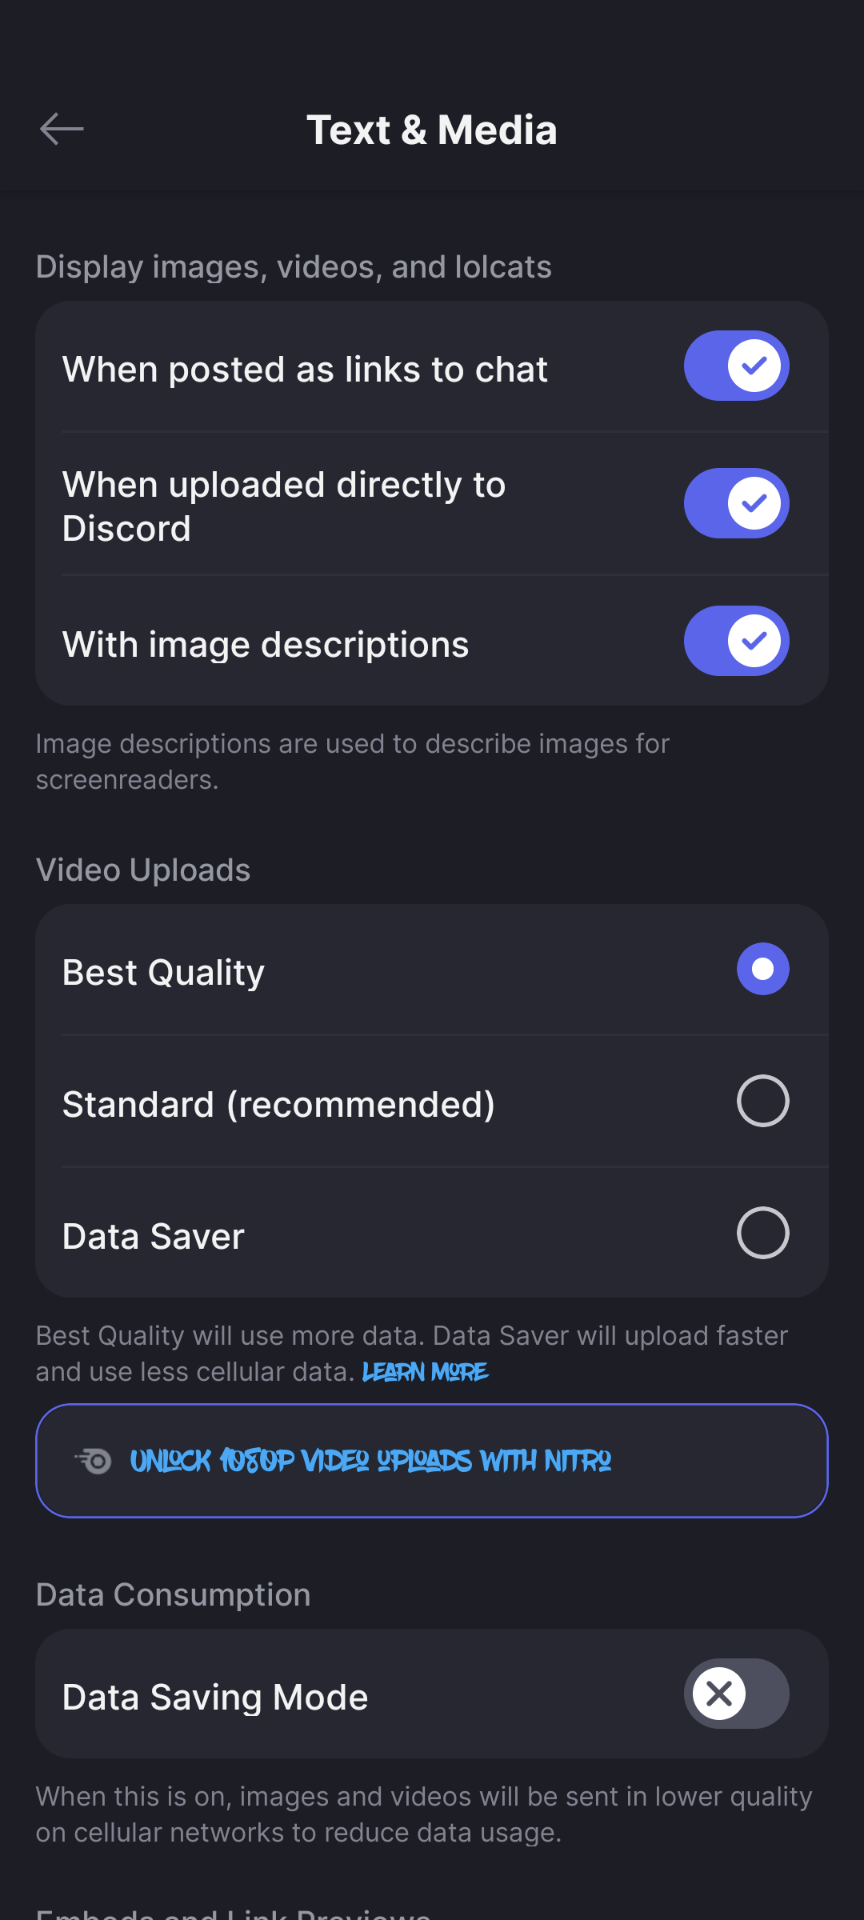 Text & Media
Display images, videos, and lolcats
When posted as links to chat
When uploaded directly to
Discord
With image descriptions
Image descriptions are used to describe images for
screenreaders.
Video Uploads
Best Quality
Standard (recommended)
Data Saver
Best Quality will use more data. Data Saver will upload faster
and use less cellular data. LEARN MORE
UNLOCK 1080P VIDEO UPLOADS WITH NITRO
Data Consumption
Data Saving Mode
When this is on, images and videos will be sent in lower quality
on cellular networks to reduce data usage.
Embeds and Link Previews